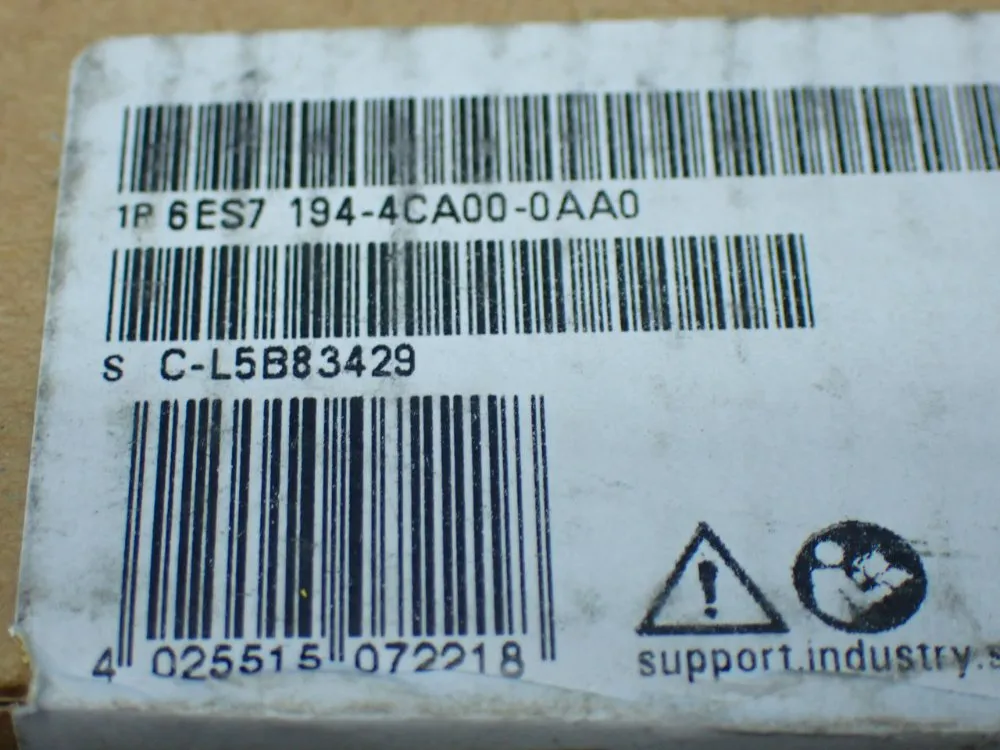 1P 6ES7 194-4CA00-0AA0
S C-L5B83429
4 025515 072218
support.industry.s